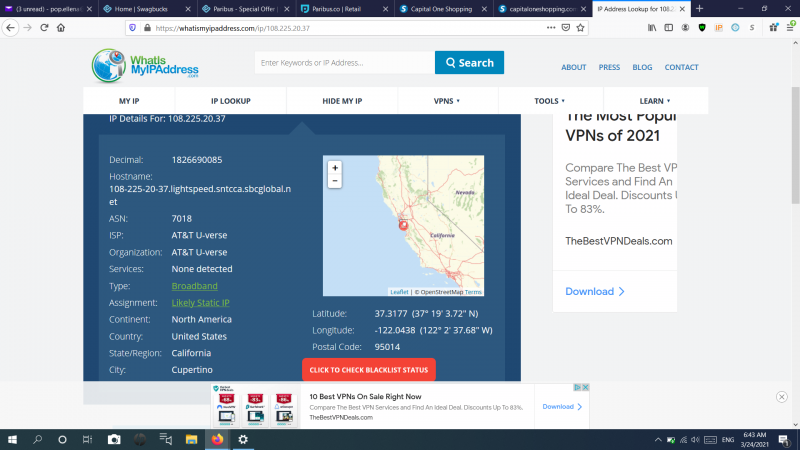 (3 unread) - pop.ellena
Home | Swagbucks
Paribus - Special Offer |
Paribus.co | Retail
Capital One Shopping
capitaloneshopping.com
IP Address Lookup for 108.2
https://whatismyipaddress.com/ip/108.225.20.37
WhatIs
MyIPAddress
.com
Enter Keywords or IP Address...
Search
ABOUT PRESS BLOG CONTACT
MY IP IP LOOKUP HIDE MY IP VPNS TOOLS LEARN
IP Details For: 108.225.20.37
Decimal: 1826690085
Hostname:
108-225-20-37.lightspeed.sntcca.sbcglobal.n
et
ASN: 7018
ISP: AT&T U-verse
Organization: AT&T U-verse
Services: None detected
Type: Broadband
Assignment: Likely Static IP
Continent: North America
Country: United States
State/Region: California
City: Cupertino
+
−
Nevada
California
Leaflet | © OpenStreetMap Terms
Latitude: 37.3177 (37° 19′ 3.72″ N)
Longitude: -122.0438 (122° 2′ 37.68″ W)
Postal Code: 95014
CLICK TO CHECK BLACKLIST STATUS
The Most Popul
VPNs of 2021
Compare The Best VP
Services and Find An
Ideal Deal. Discounts U
To 83%.
TheBestVPNDeals.com
Download
10 Best VPNs On Sale Right Now
Compare The Best VPN Services and Find An Ideal Deal. Discounts Up To 83%.
TheBestVPNDeals.com
Download
ENG
6:43 AM
3/24/2021